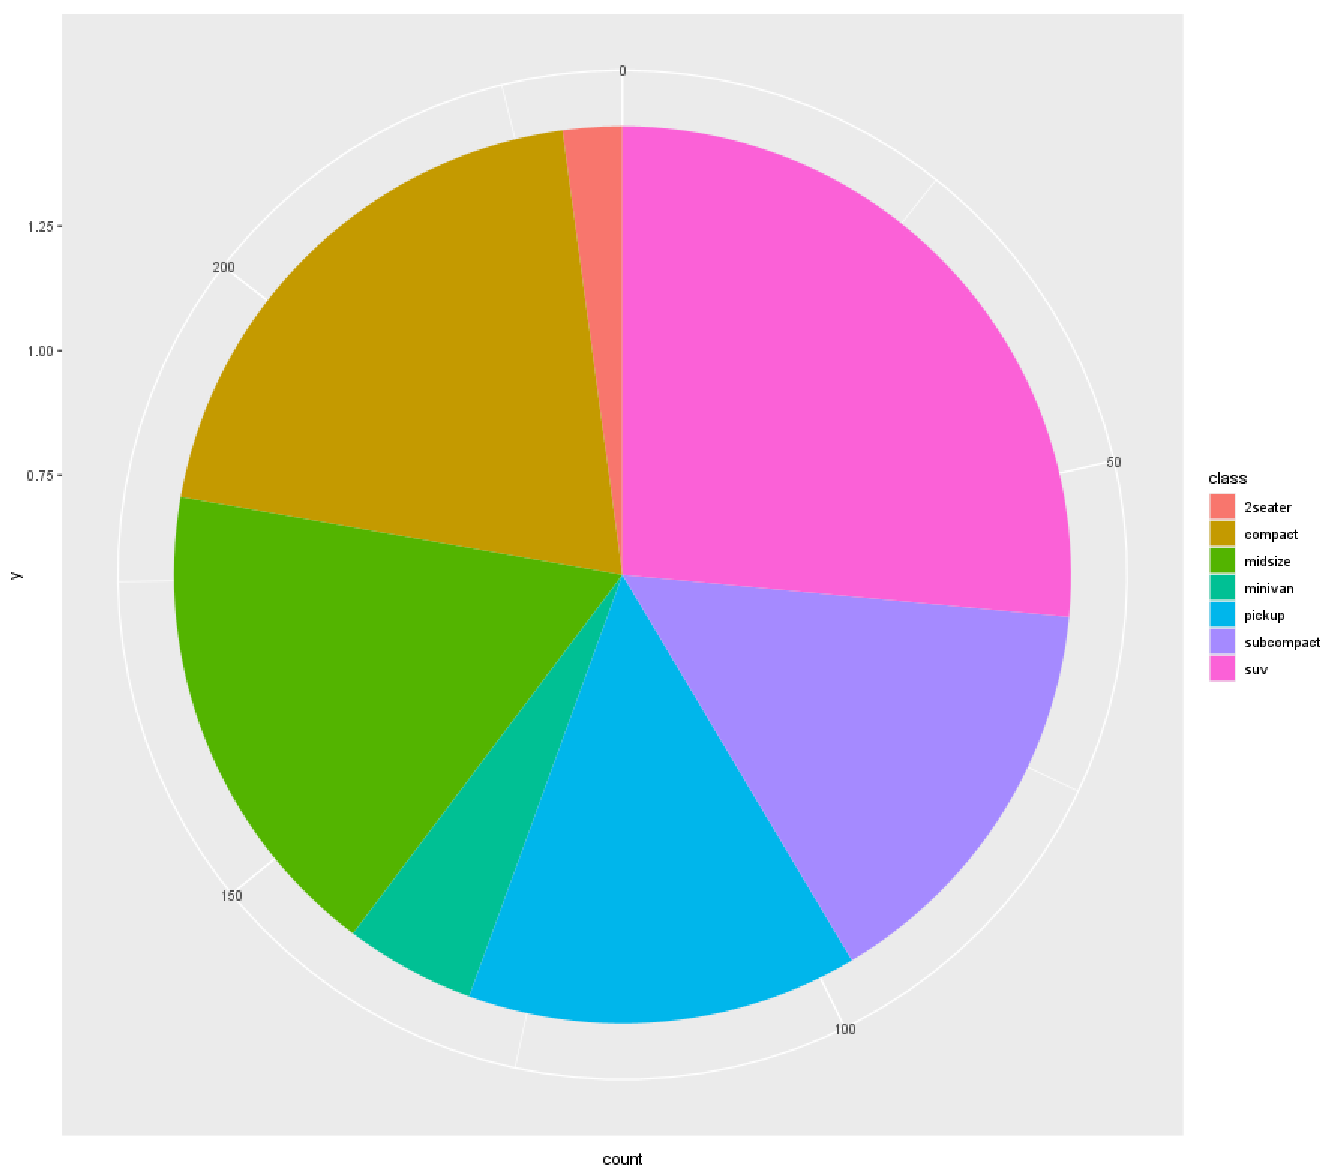 0
1.25
200
1.00
50
0.75
class
2seater
compact
midsize
minivan
pickup
subcompact
suv
y
150
100
count